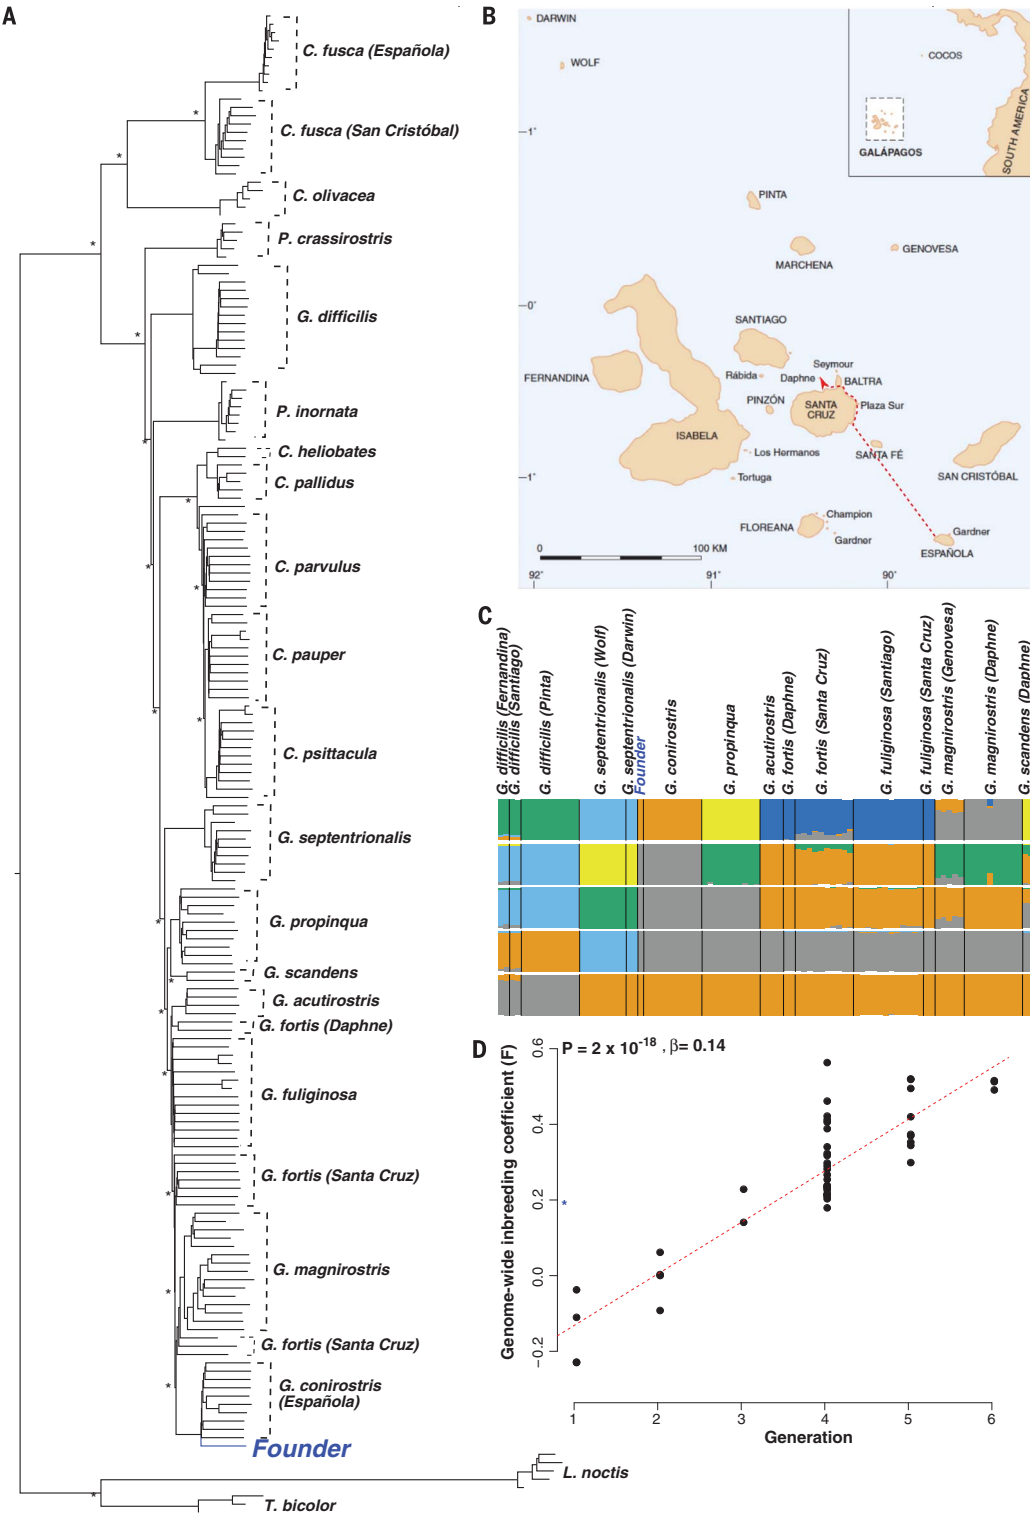 A
C. fusca (Española)
C. fusca (San Cristóbal)
C. olivacea
P. crassirostris
G. difficilis
P. inornata
C. heliobates
C. pallidus
C. parvulus
C. pauper
C. psittacula
G. septentrionalis
G. propinqua
G. scandens
G. acutirostris
G. fortis (Daphne)
G. fuliginosa
G. fortis (Santa Cruz)
G. magnirostris
G. fortis (Santa Cruz)
G. conirostris
(Española)
Founder
L. noctis
T. bicolor
B
DARWIN
WOLF
COCOS
GALÁPAGOS
SOUTH AMERICA
1°
PINTA
MARCHENA
GENOVESA
0°
SANTIAGO
Seymour
FERNANDINA
Rábida
Daphne
BALTRA
PINZÓN
SANTA
CRUZ
Plaza Sur
ISABELA
Los Hermanos
SANTA FÉ
SAN CRISTÓBAL
1°
Tortuga
Champion
FLOREANA
Gardner
Gardner
ESPAÑOLA
0
100 KM
92°
91°
90°
C
G. difficilis (Fernandina)
G. difficilis (Santiago)
G. difficilis (Pinta)
G. septentrionalis (Wolf)
G. septentrionalis (Darwin)
Founder
G. conirostris
G. propinqua
G. acutirostris
G. fortis (Daphne)
G. fortis (Santa Cruz)
G. fuliginosa (Santiago)
G. fuliginosa (Santa Cruz)
G. magnirostris (Genovesa)
G. magnirostris (Daphne)
G. scandens (Daphne)
D
P = 2 x 10⁻¹⁸ , β= 0.14
Genome-wide inbreeding coefficient (F)
0.6
0.4
0.2
0.0
−0.2
1 2 3 4 5 6
Generation